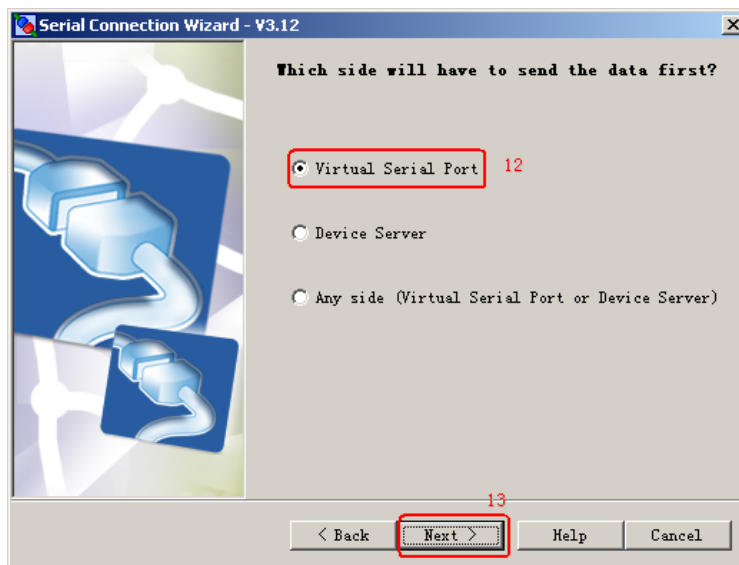 Serial Connection Wizard - V3.12
Which side will have to send the data first?
Virtual Serial Port 12
Device Server
Any side (Virtual Serial Port or Device Server)
13
< Back Next > Help Cancel